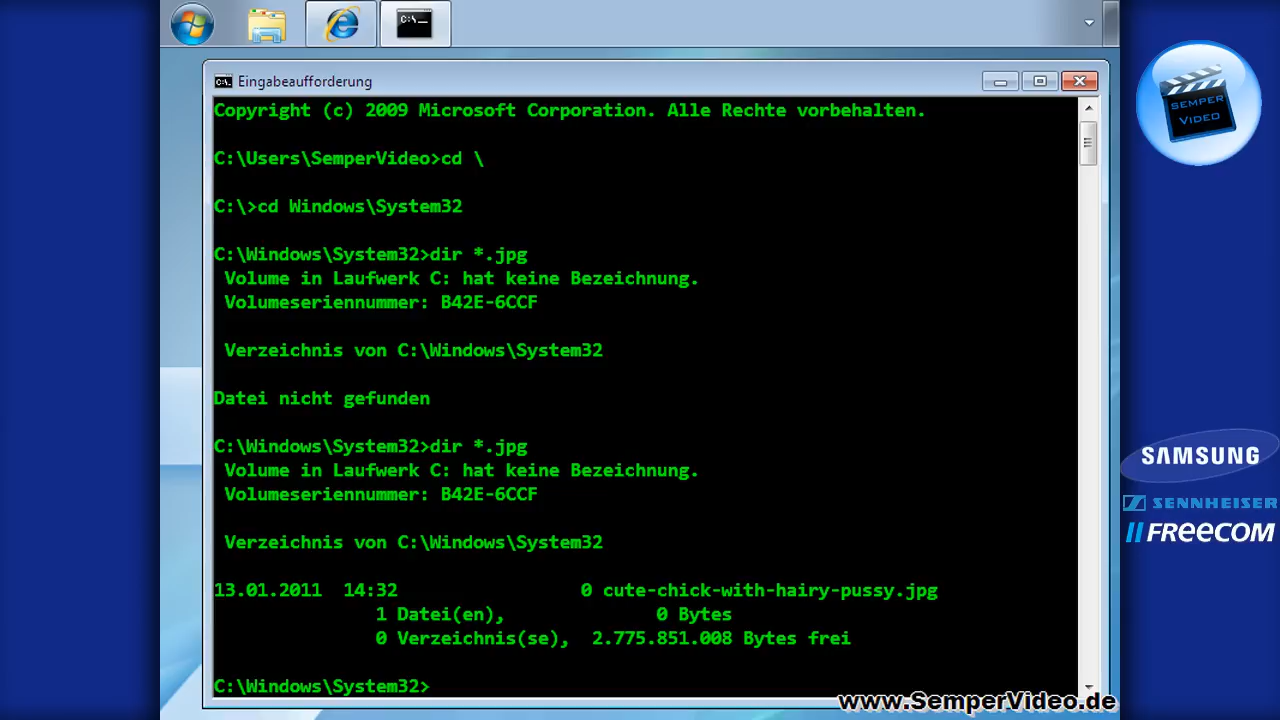 C:\_
Eingabeaufforderung
Copyright (c) 2009 Microsoft Corporation. Alle Rechte vorbehalten.
C:\Users\SemperVideo>cd \
C:\>cd Windows\System32
C:\Windows\System32>dir *.jpg
Volume in Laufwerk C: hat keine Bezeichnung.
Volumeseriennummer: B42E-6CCF
Verzeichnis von C:\Windows\System32
Datei nicht gefunden
C:\Windows\System32>dir *.jpg
Volume in Laufwerk C: hat keine Bezeichnung.
Volumeseriennummer: B42E-6CCF
Verzeichnis von C:\Windows\System32
13.01.2011 14:32 0 cute-chick-with-hairy-pussy.jpg
1 Datei(en), 0 Bytes
0 Verzeichnis(se), 2.775.851.008 Bytes frei
C:\Windows\System32>
SEMPER
VIDEO
SAMSUNG
SENNHEISER
FREECOM
www.SemperVideo.de